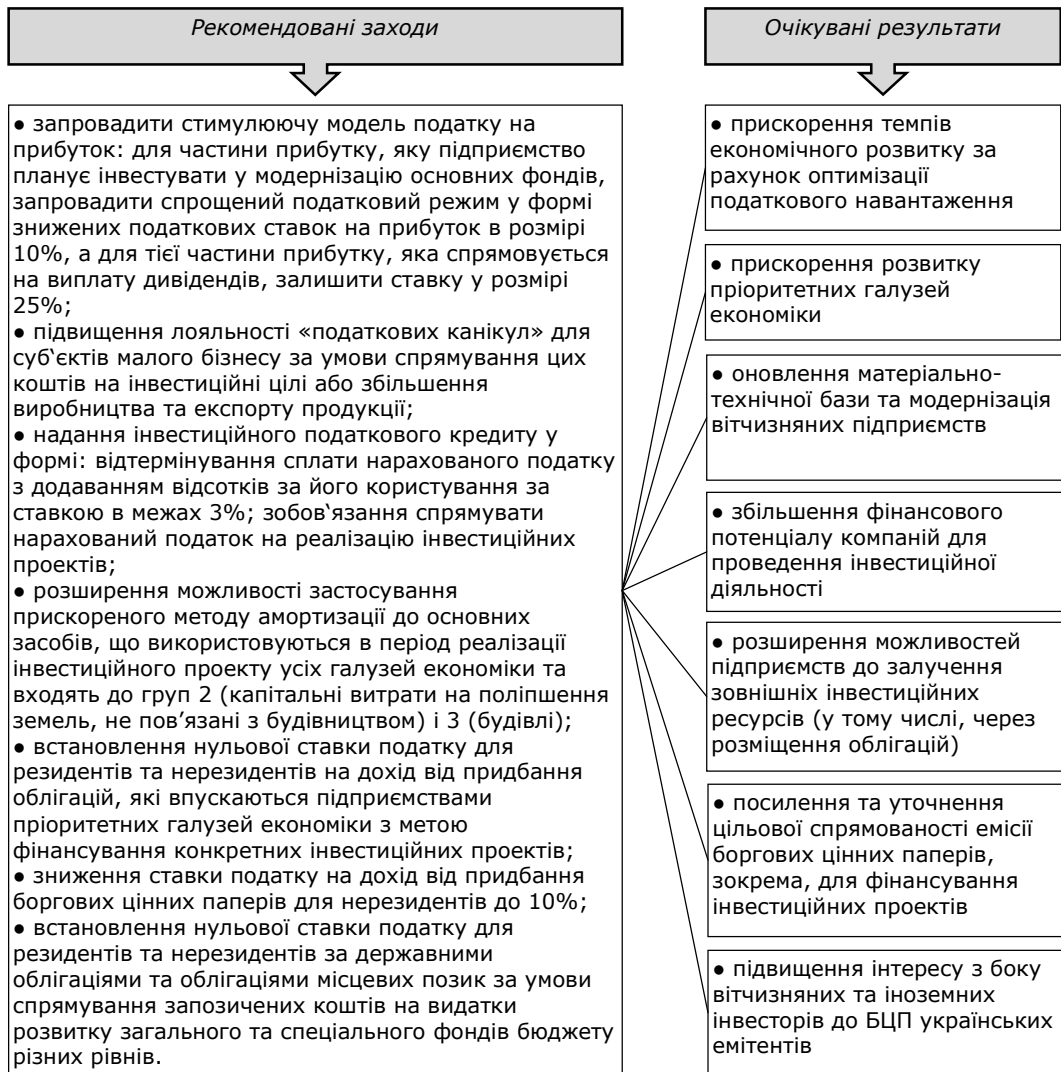 Рекомендовані заходи
● запровадити стимулюючу модель податку на
прибуток: для частини прибутку, яку підприємство
планує інвестувати у модернізацію основних фондів,
запровадити спрощений податковий режим у формі
знижених податкових ставок на прибуток в розмірі
10%, а для тієї частини прибутку, яка спрямовується
на виплату дивідендів, залишити ставку у розмірі
25%;
● підвищення лояльності «податкових канікул» для
суб‘єктів малого бізнесу за умови спрямування цих
коштів на інвестиційні цілі або збільшення
виробництва та експорту продукції;
● надання інвестиційного податкового кредиту у
формі: відтермінування сплати нарахованого податку
з додаванням відсотків за його користування за
ставкою в межах 3%; зобов‘язання спрямувати
нарахований податок на реалізацію інвестиційних
проектів;
● розширення можливості застосування
прискореного методу амортизації до основних
засобів, що використовуються в період реалізації
інвестиційного проекту усіх галузей економіки та
входять до груп 2 (капітальні витрати на поліпшення
земель, не пов’язані з будівництвом) і 3 (будівлі);
● встановлення нульової ставки податку для
резидентів та нерезидентів на дохід від придбання
облігацій, які впускаються підприємствами
пріоритетних галузей економіки з метою
фінансування конкретних інвестиційних проектів;
● зниження ставки податку на дохід від придбання
боргових цінних паперів для нерезидентів до 10%;
● встановлення нульової ставки податку для
резидентів та нерезидентів за державними
облігаціями та облігаціями місцевих позик за умови
спрямування запозичених коштів на видатки
розвитку загального та спеціального фондів бюджету
різних рівнів.
Очікувані результати
● прискорення темпів
економічного розвитку за
рахунок оптимізації
податкового навантаження
● прискорення розвитку
пріоритетних галузей
економіки
● оновлення матеріально-
технічної бази та модернізація
вітчизняних підприємств
● збільшення фінансового
потенціалу компаній для
проведення інвестиційної
діяльності
● розширення можливостей
підприємств до залучення
зовнішніх інвестиційних
ресурсів (у тому числі, через
розміщення облігацій)
● посилення та уточнення
цільової спрямованості емісії
боргових цінних паперів,
зокрема, для фінансування
інвестиційних проектів
● підвищення інтересу з боку
вітчизняних та іноземних
інвесторів до БЦП українських
емітентів